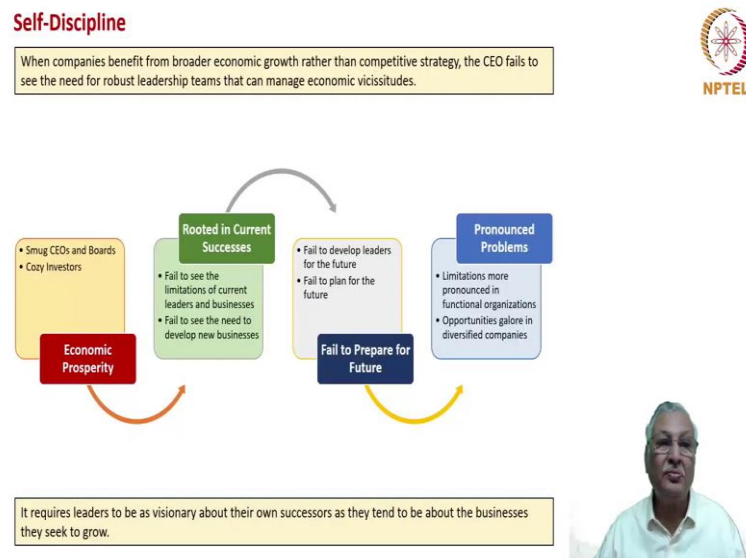 Self-Discipline
When companies benefit from broader economic growth rather than competitive strategy, the CEO fails to
see the need for robust leadership teams that can manage economic vicissitudes.
NPTEL
• Smug CEOs and Boards
• Cozy Investors
Economic
Prosperity
Rooted in Current
Successes
• Fail to see the
limitations of current
leaders and businesses
• Fail to see the need to
develop new businesses
• Fail to develop leaders
for the future
• Fail to plan for the
future
Fail to Prepare for
Future
Pronounced
Problems
• Limitations more
pronounced in
functional organizations
• Opportunities galore in
diversified companies
It requires leaders to be as visionary about their own successors as they tend to be about the businesses
they seek to grow.